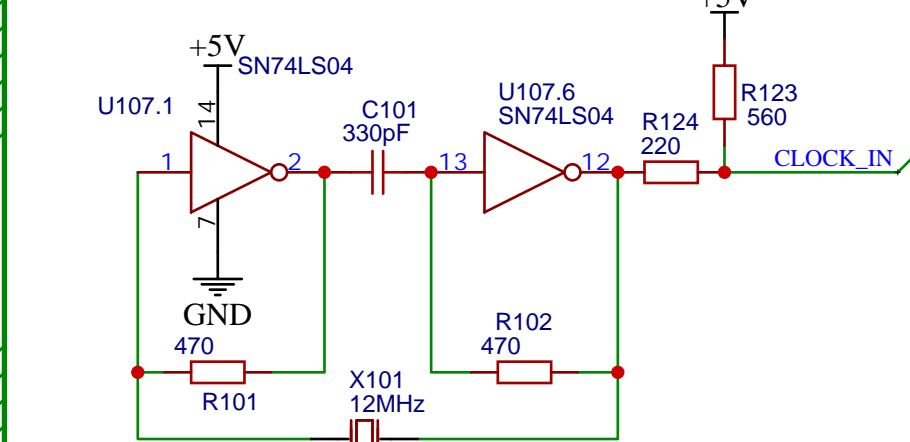 +5V
+5V
SN74LS04
U107.1
14
1
2
7
GND
C101
330pF
U107.6
SN74LS04
13
12
R124
220
R123
560
CLOCK_IN
470
R101
R102
470
X101
12MHz